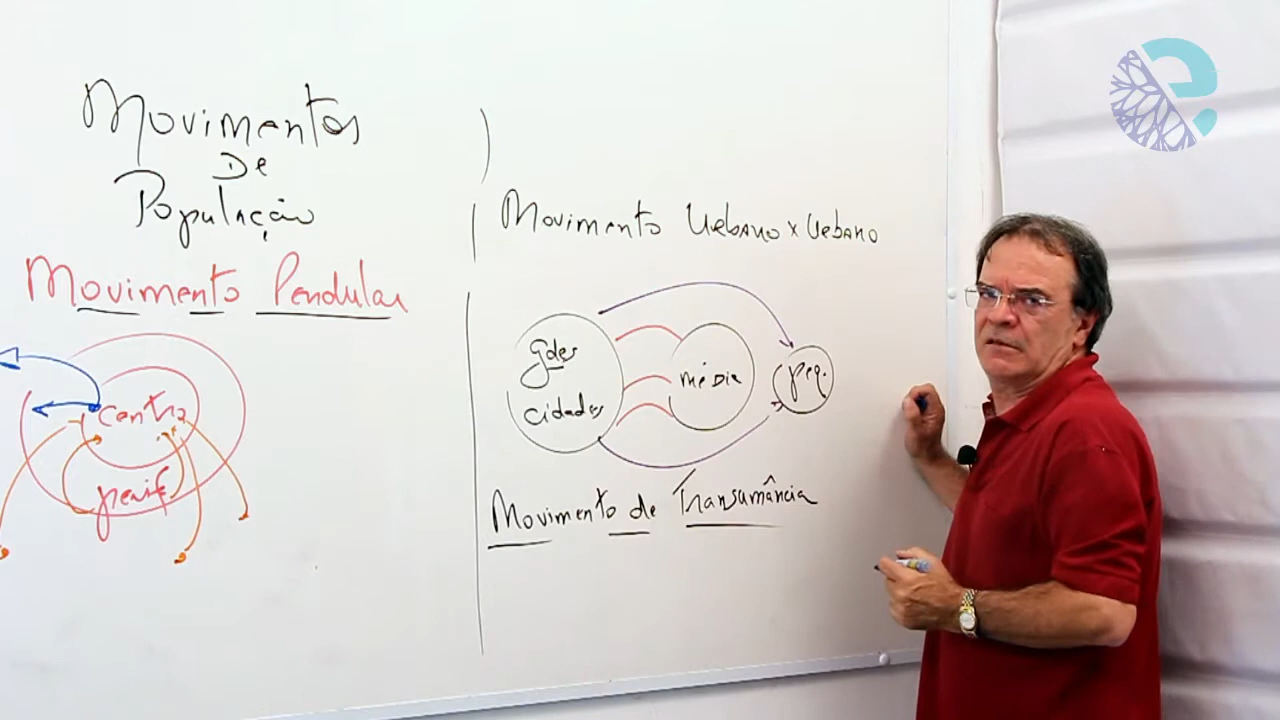 Movimentos
De
População
Movimento Pendular
centro
perif
Movimento Urbano x Urbano
gdes
cidades
média
peq.
Movimento de Transumância